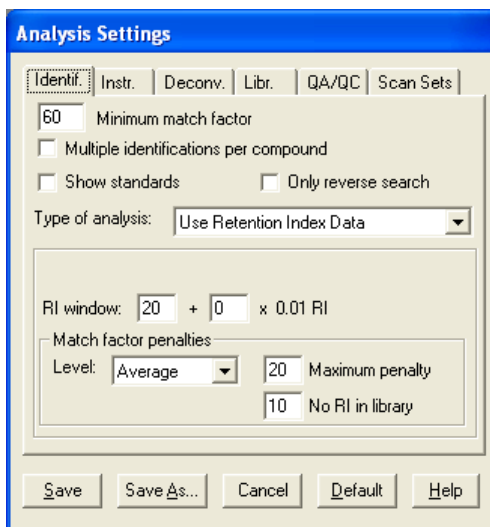 Analysis Settings
Identif. Instr. Deconv. Libr. QA/QC Scan Sets
60 Minimum match factor
Multiple identifications per compound
Show standards Only reverse search
Type of analysis: Use Retention Index Data
RI window: 20 + 0 x 0.01 RI
Match factor penalties
Level: Average 20 Maximum penalty
10 No RI in library
Save Save As... Cancel Default Help